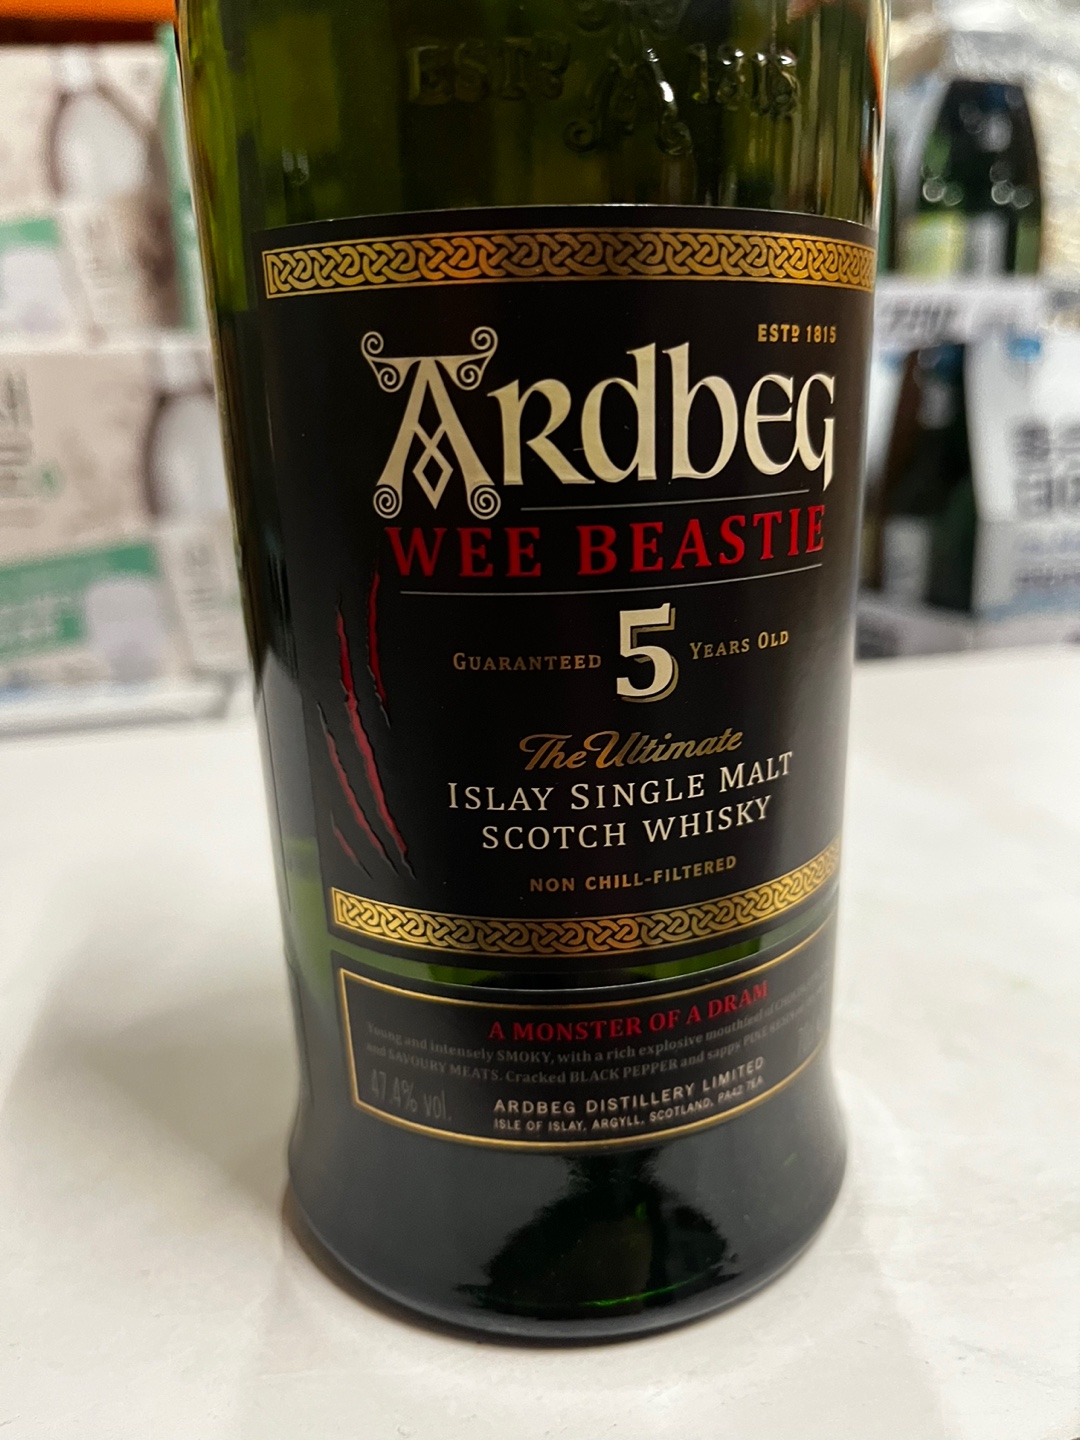 ESTD 1815
ESTD 1815
ARDBEG
WEE BEASTIE
GUARANTEED 5 YEARS OLD
The Ultimate
ISLAY SINGLE MALT
SCOTCH WHISKY
NON CHILL-FILTERED
A MONSTER OF A DRAM
Young and intensely SMOKY, with a rich explosive mouthfeel of
and SAVOURY MEATS. Cracked BLACK PEPPER and sappy PINE
47.4% vol.
ARDBEG DISTILLERY LIMITED
ISLE OF ISLAY, ARGYLL, SCOTLAND, PA42 7EA